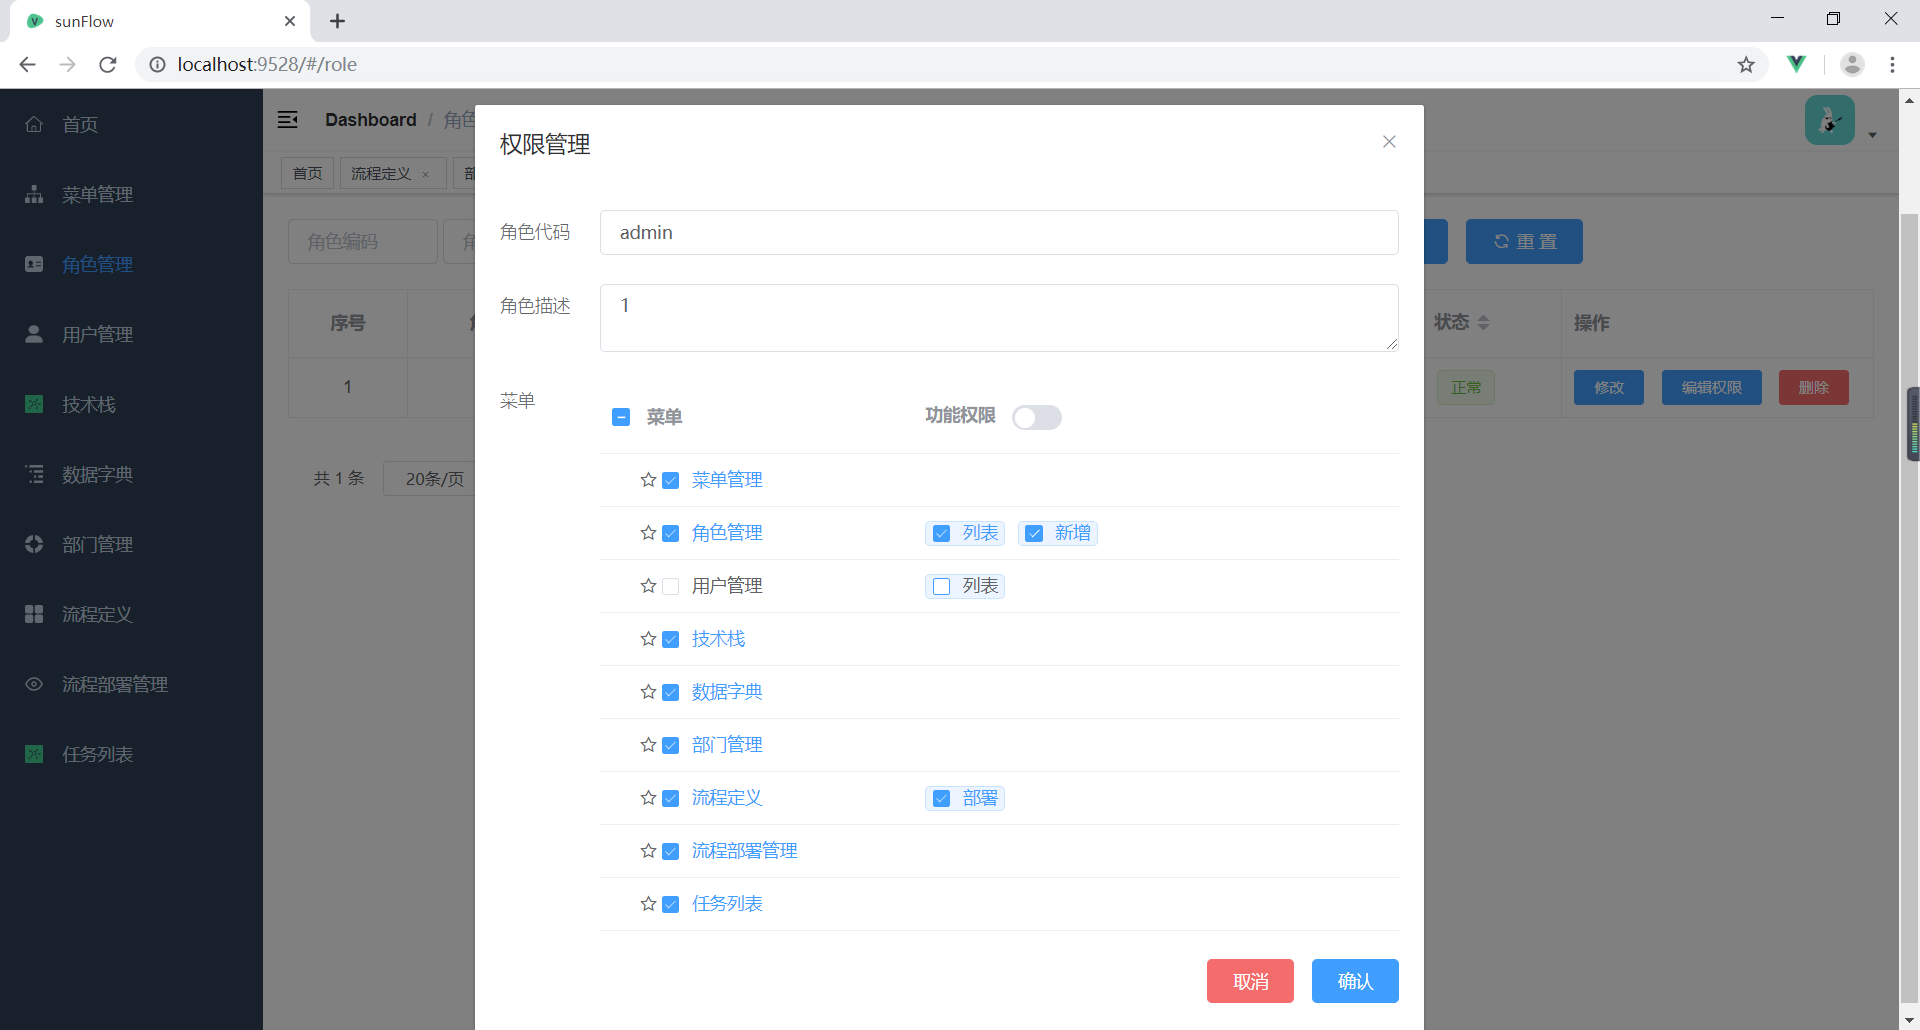 sunFlow
localhost:9528/#/role
首页
菜单管理
角色管理
用户管理
技术栈
数据字典
部门管理
流程定义
流程部署管理
任务列表
Dashboard / 角色
首页 流程定义 × 部
角色编码
重 置
序号 状态 操作
1 正常 修改 编辑权限 删除
共 1 条 20条/页
权限管理
角色代码 admin
角色描述 1
菜单
菜单 功能权限
菜单管理
角色管理 列表 新增
用户管理 列表
技术栈
数据字典
部门管理
流程定义 部署
流程部署管理
任务列表
取消 确认